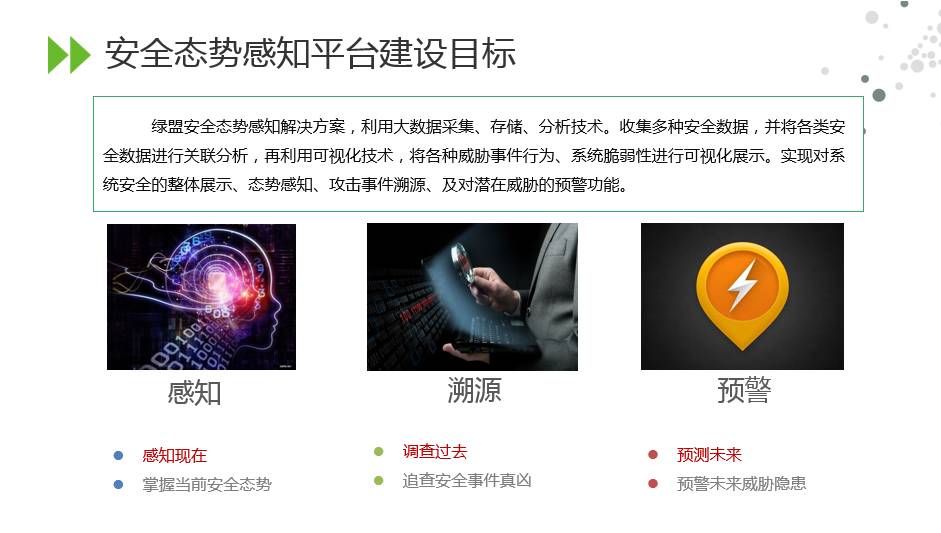 安全态势感知平台建设目标
绿盟安全态势感知解决方案，利用大数据采集、存储、分析技术。收集多种安全数据，并将各类安
全数据进行关联分析，再利用可视化技术，将各种威胁事件行为、系统脆弱性进行可视化展示。实现对系
统安全的整体展示、态势感知、攻击事件溯源、及对潜在威胁的预警功能。
感知
溯源
预警
感知现在
掌握当前安全态势
调查过去
追查安全事件真凶
预测未来
预警未来威胁隐患